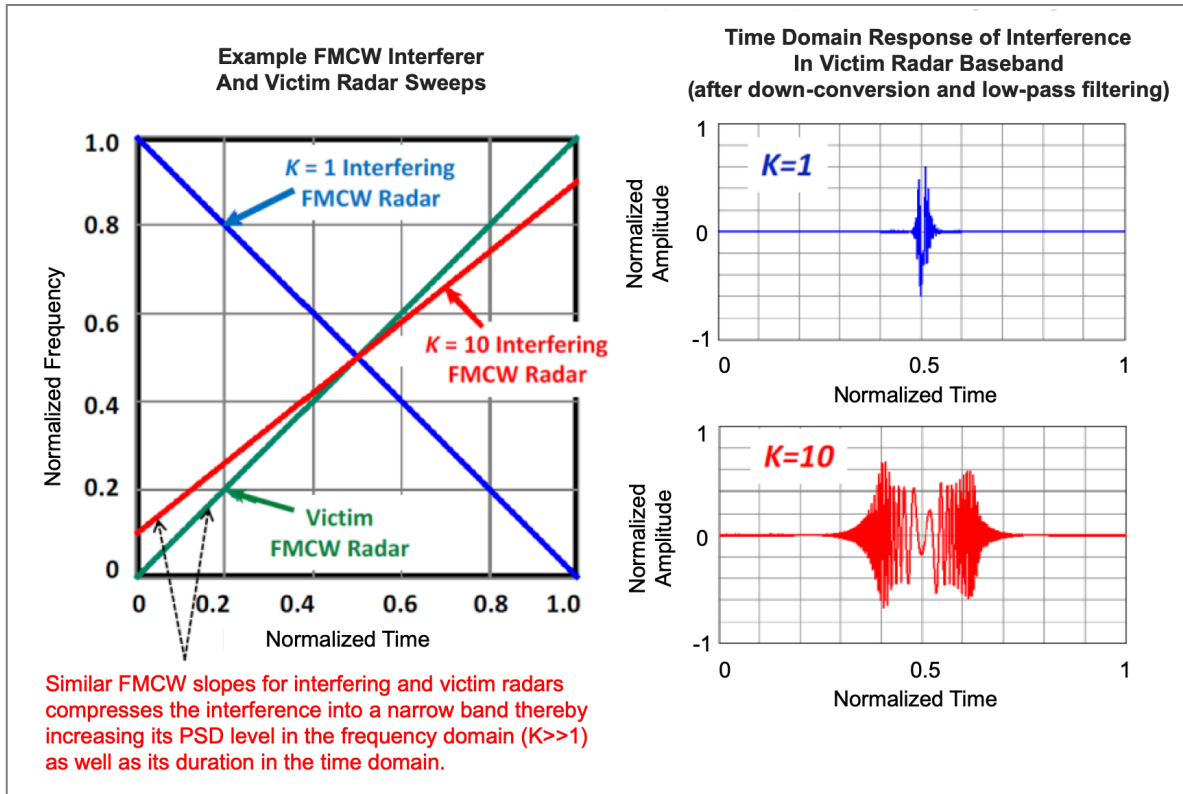 Example FMCW Interferer
And Victim Radar Sweeps
1.0
0.8
0.6
0.4
0.2
0
Normalized Frequency
K = 1 Interfering
FMCW Radar
K = 10 Interfering
FMCW Radar
Victim
FMCW Radar
0 0.2 0.4 0.6 0.8 1.0
Normalized Time
Similar FMCW slopes for interfering and victim radars
compresses the interference into a narrow band thereby
increasing its PSD level in the frequency domain (K>>1)
as well as its duration in the time domain.
Time Domain Response of Interference
In Victim Radar Baseband
(after down-conversion and low-pass filtering)
1
0
-1
Normalized
Amplitude
K=1
0 0.5 1
Normalized Time
1
0
-1
Normalized
Amplitude
K=10
0 0.5 1
Normalized Time